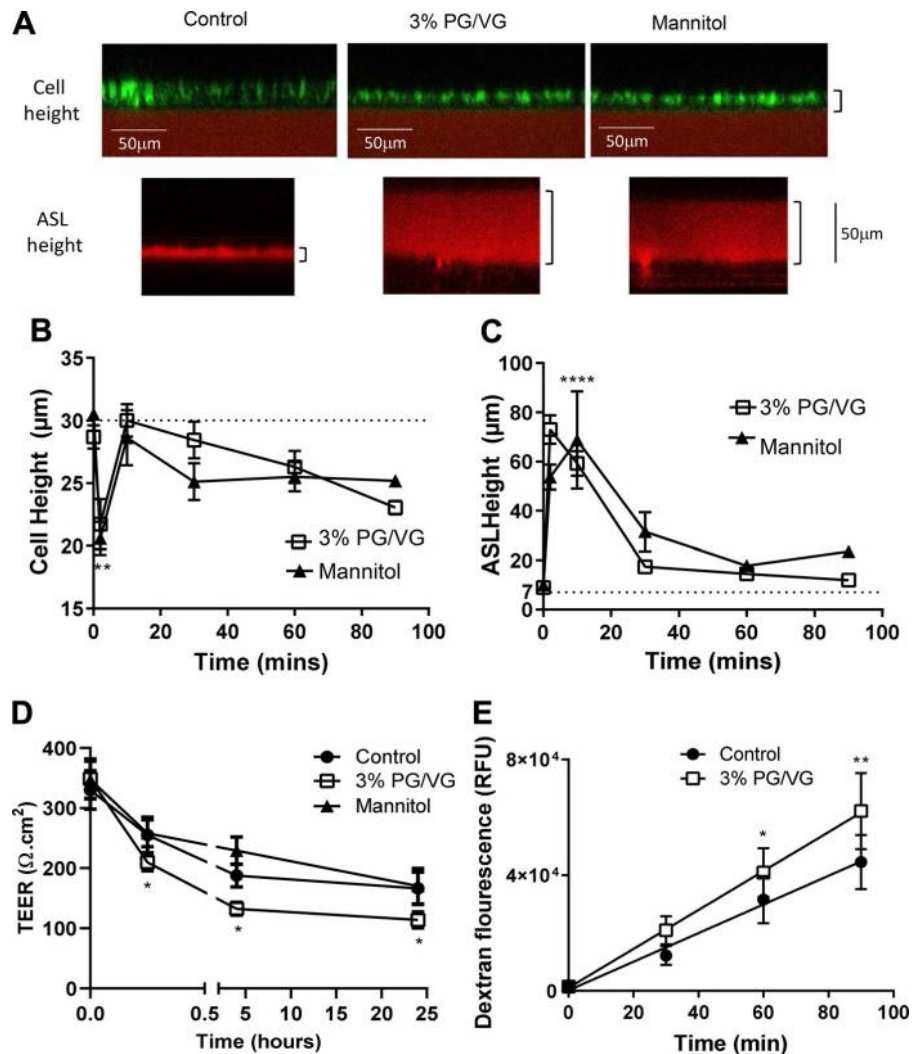 A
Control
3% PG/VG
Mannitol
Cell
height
50μm
50μm
50μm
ASL
height
50μm
B
Cell Height (μm)
35
30
25
20
15
**
3% PG/VG
Mannitol
0
20
40
60
80
100
Time (mins)
C
ASLHeight (μm)
100
80
60
40
20
7
0
****
3% PG/VG
Mannitol
0
20
40
60
80
100
Time (mins)
D
TEER (Ω.cm²)
400
300
200
100
0
Control
3% PG/VG
Mannitol
*
*
*
0.0
0.5
5
10
15
20
25
Time (hours)
E
Dextran flourescence (RFU)
8×10⁴
4×10⁴
0
Control
3% PG/VG
*
**
0
20
40
60
80
100
Time (min)